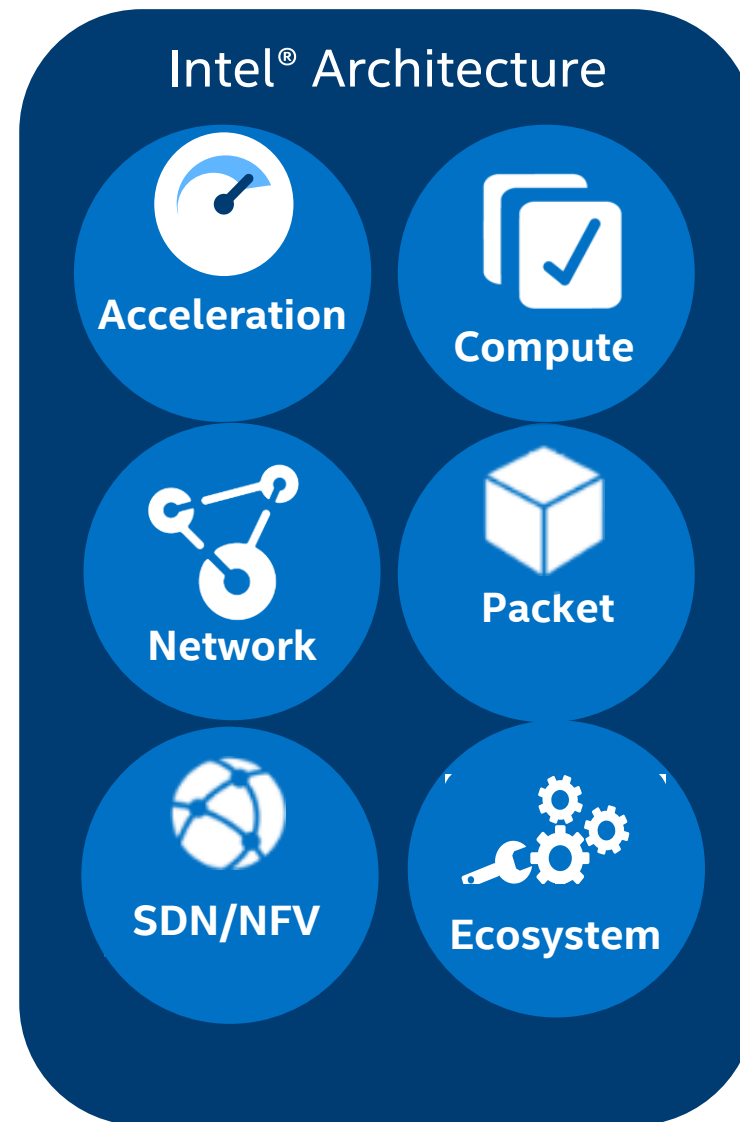 Intel® Architecture
Acceleration
Compute
Network
Packet
SDN/NFV
Ecosystem